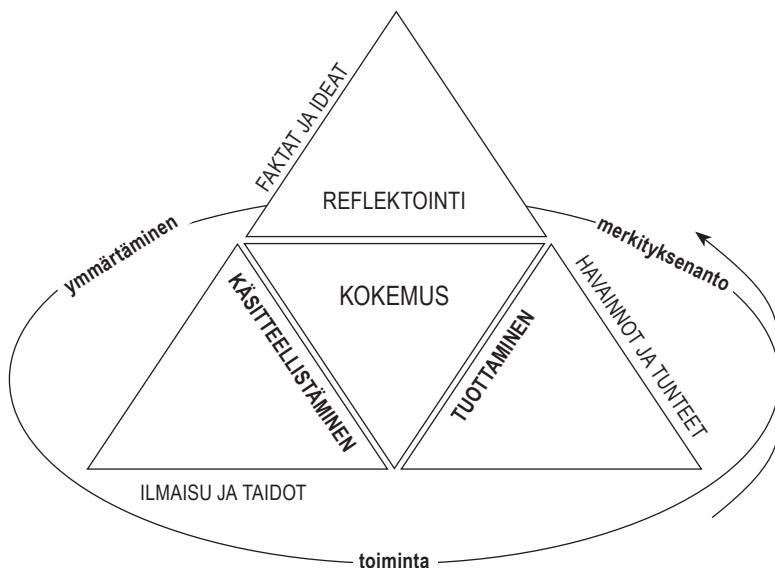 FAKTAT JA IDEAT
REFLEKTOINTI
ymmärtäminen
merkityksenanto
KOKEMUS
KÄSITTEELLISTÄMINEN
TUOTTAMINEN
HAVAINNOT JA TUNTEET
ILMAISU JA TAIDOT
toiminta